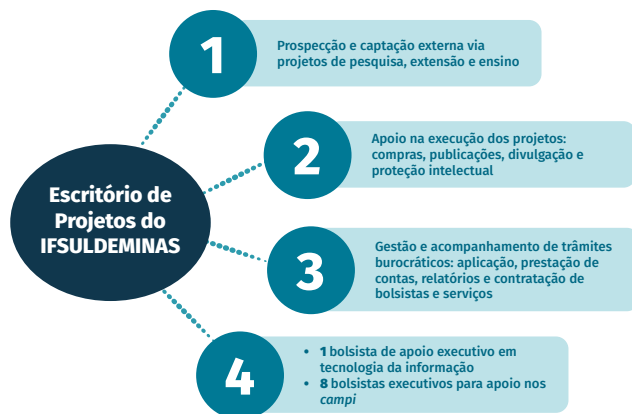 1
Prospecção e captação externa via
projetos de pesquisa, extensão e ensino
2
Apoio na execução dos projetos:
compras, publicações, divulgação e
proteção intelectual
Escritório de
Projetos do
IFSULDEMINAS
3
Gestão e acompanhamento de trâmites
burocráticos: aplicação, prestação de
contas, relatórios e contratação de
bolsistas e serviços
4
• 1 bolsista de apoio executivo em
tecnologia da informação
• 8 bolsistas executivos para apoio nos
campi